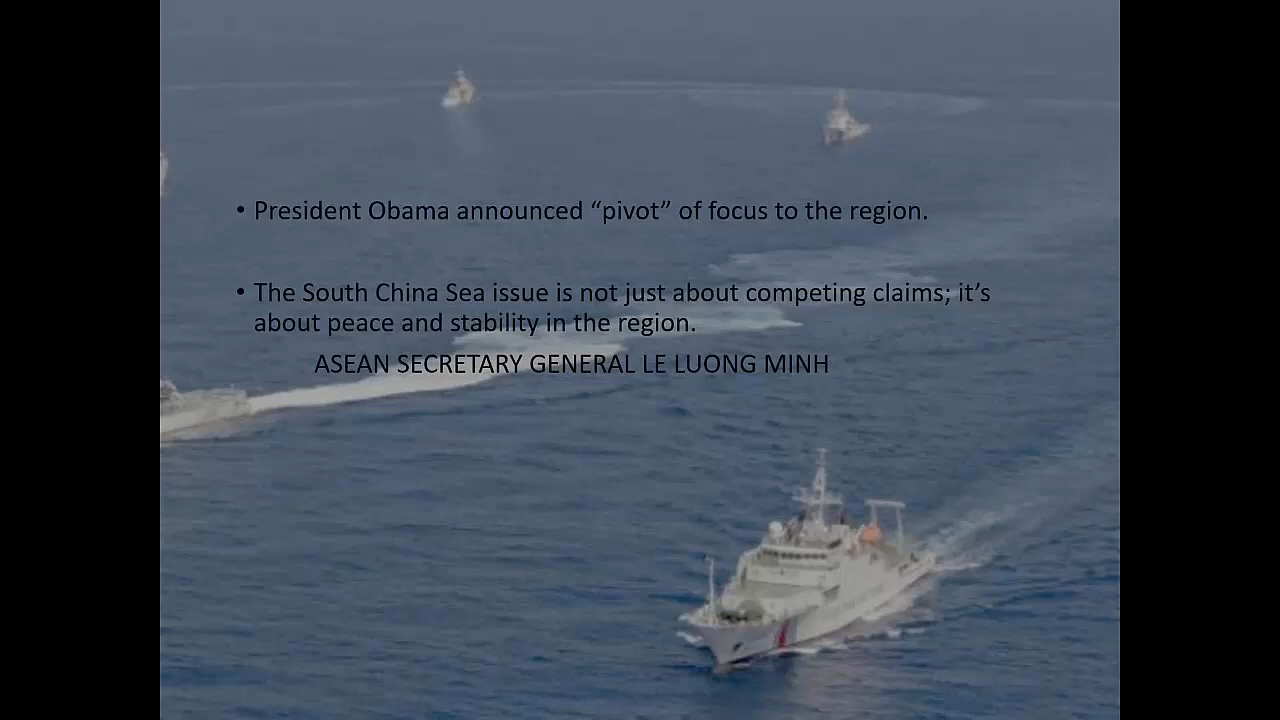 • President Obama announced “pivot” of focus to the region.
• The South China Sea issue is not just about competing claims; it’s
about peace and stability in the region.
ASEAN SECRETARY GENERAL LE LUONG MINH